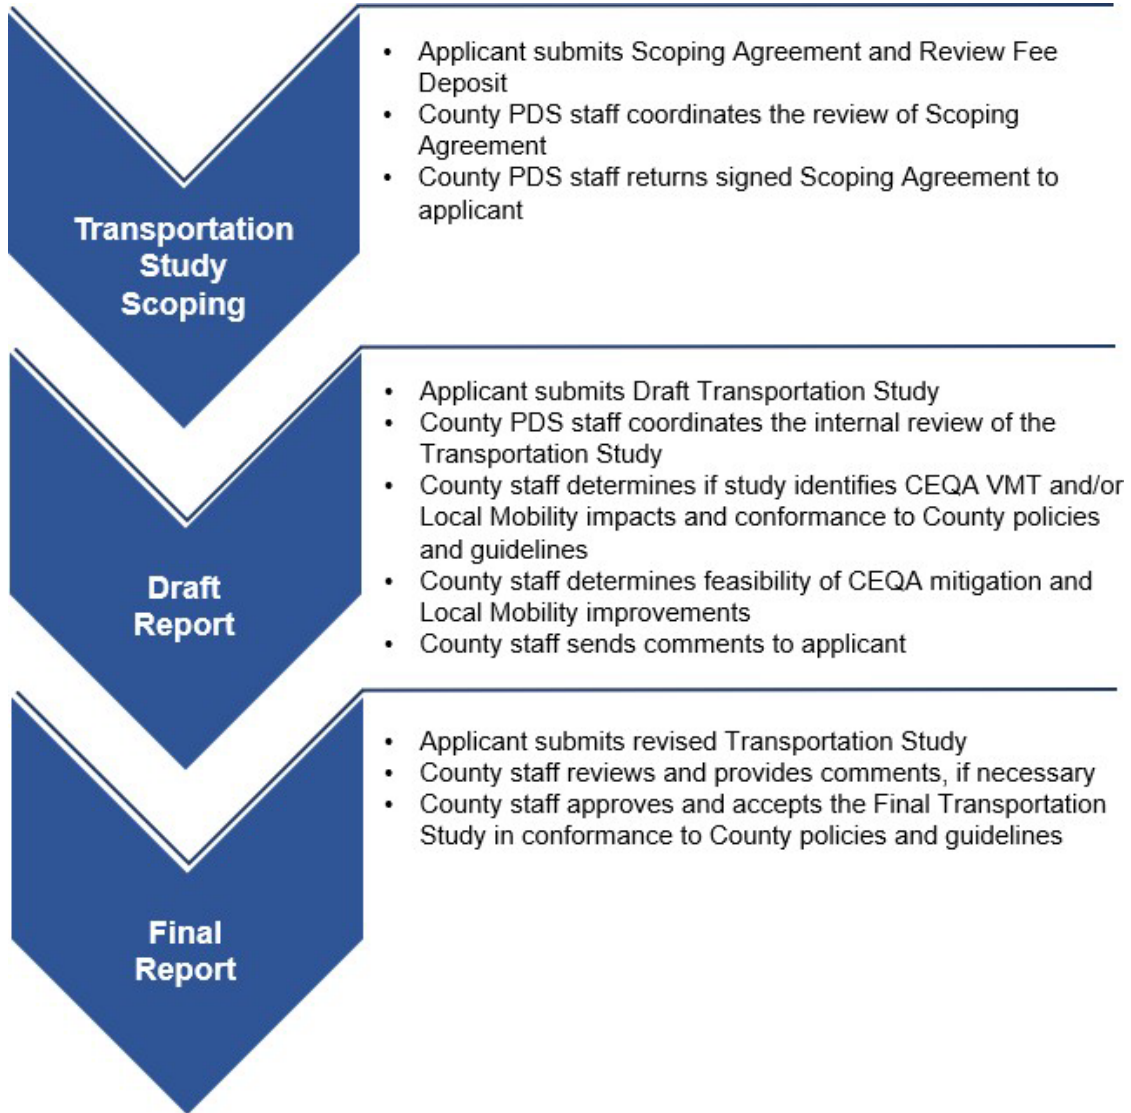 Transportation
Study
Scoping
• Applicant submits Scoping Agreement and Review Fee
Deposit
• County PDS staff coordinates the review of Scoping
Agreement
• County PDS staff returns signed Scoping Agreement to
applicant
Draft
Report
• Applicant submits Draft Transportation Study
• County PDS staff coordinates the internal review of the
Transportation Study
• County staff determines if study identifies CEQA VMT and/or
Local Mobility impacts and conformance to County policies
and guidelines
• County staff determines feasibility of CEQA mitigation and
Local Mobility improvements
• County staff sends comments to applicant
Final
Report
• Applicant submits revised Transportation Study
• County staff reviews and provides comments, if necessary
• County staff approves and accepts the Final Transportation
Study in conformance to County policies and guidelines